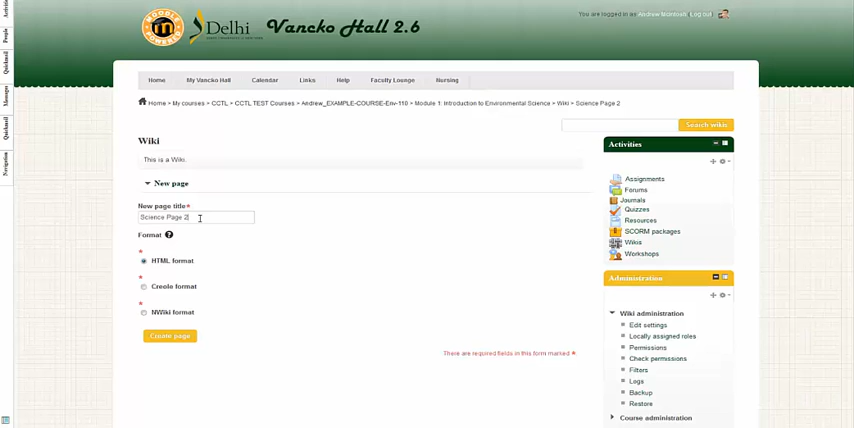 Activities
People
Quickmail
Messages
Quickmail
Navigation
MOODLE
POWERED
Delhi
Vancko Hall 2.6
You are logged in as Andrew McIntosh (Log out)
Home My Vancko Hall Calendar Links Help Faculty Lounge Nursing
Home > My courses > CCTL > CCTL TEST Courses > Andrew_EXAMPLE-COURSE-Env-110 > Module 1: Introduction to Environmental Science > Wiki > Science Page 2
Search wikis
Wiki
This is a Wiki.
New page
New page title*
Science Page 2
Format
*
HTML format
*
Creole format
*
NWiki format
Create page
There are required fields in this form marked *.
Activities
Assignments
Forums
Journals
Quizzes
Resources
SCORM packages
Wikis
Workshops
Administration
Wiki administration
Edit settings
Locally assigned roles
Permissions
Check permissions
Filters
Logs
Backup
Restore
Course administration